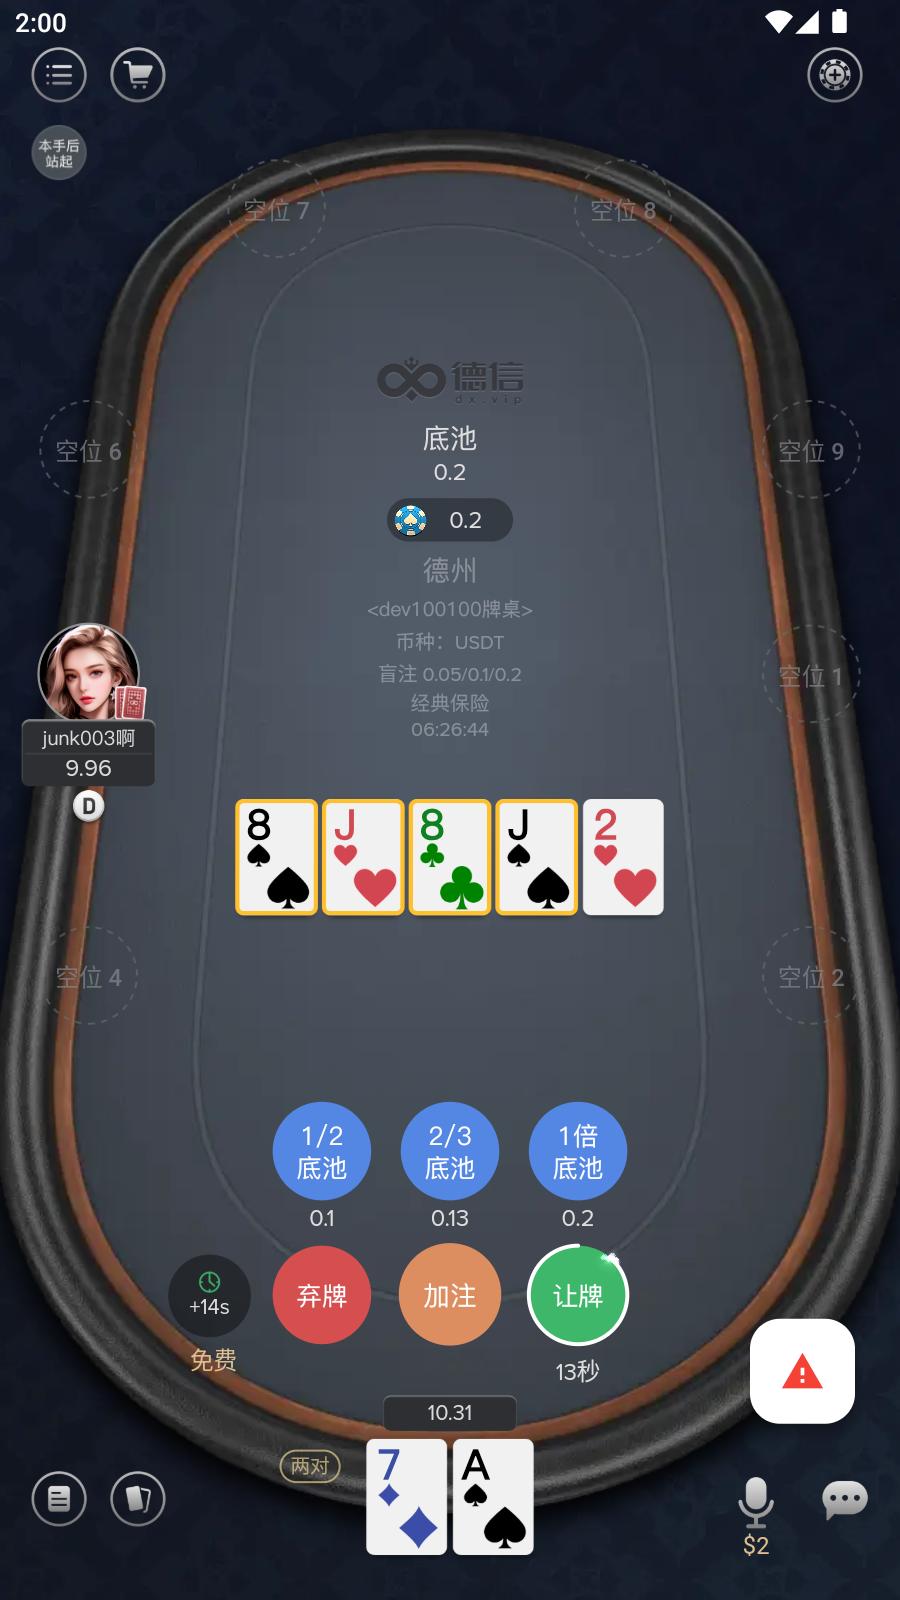 2:00
本手后
站起
空位 7
空位 8
德信
dx.vip
底池
0.2
0.2
空位 6
空位 9
德州
<dev100100牌桌>
币种：USDT
盲注 0.05/0.1/0.2
经典保险
06:26:44
空位 1
junk003啊
9.96
D
8
J
8
J
2
空位 4
空位 2
1/2
底池
2/3
底池
1倍
底池
0.1
0.13
0.2
+14s
免费
弃牌
加注
让牌
13秒
10.31
两对
7
A
$2